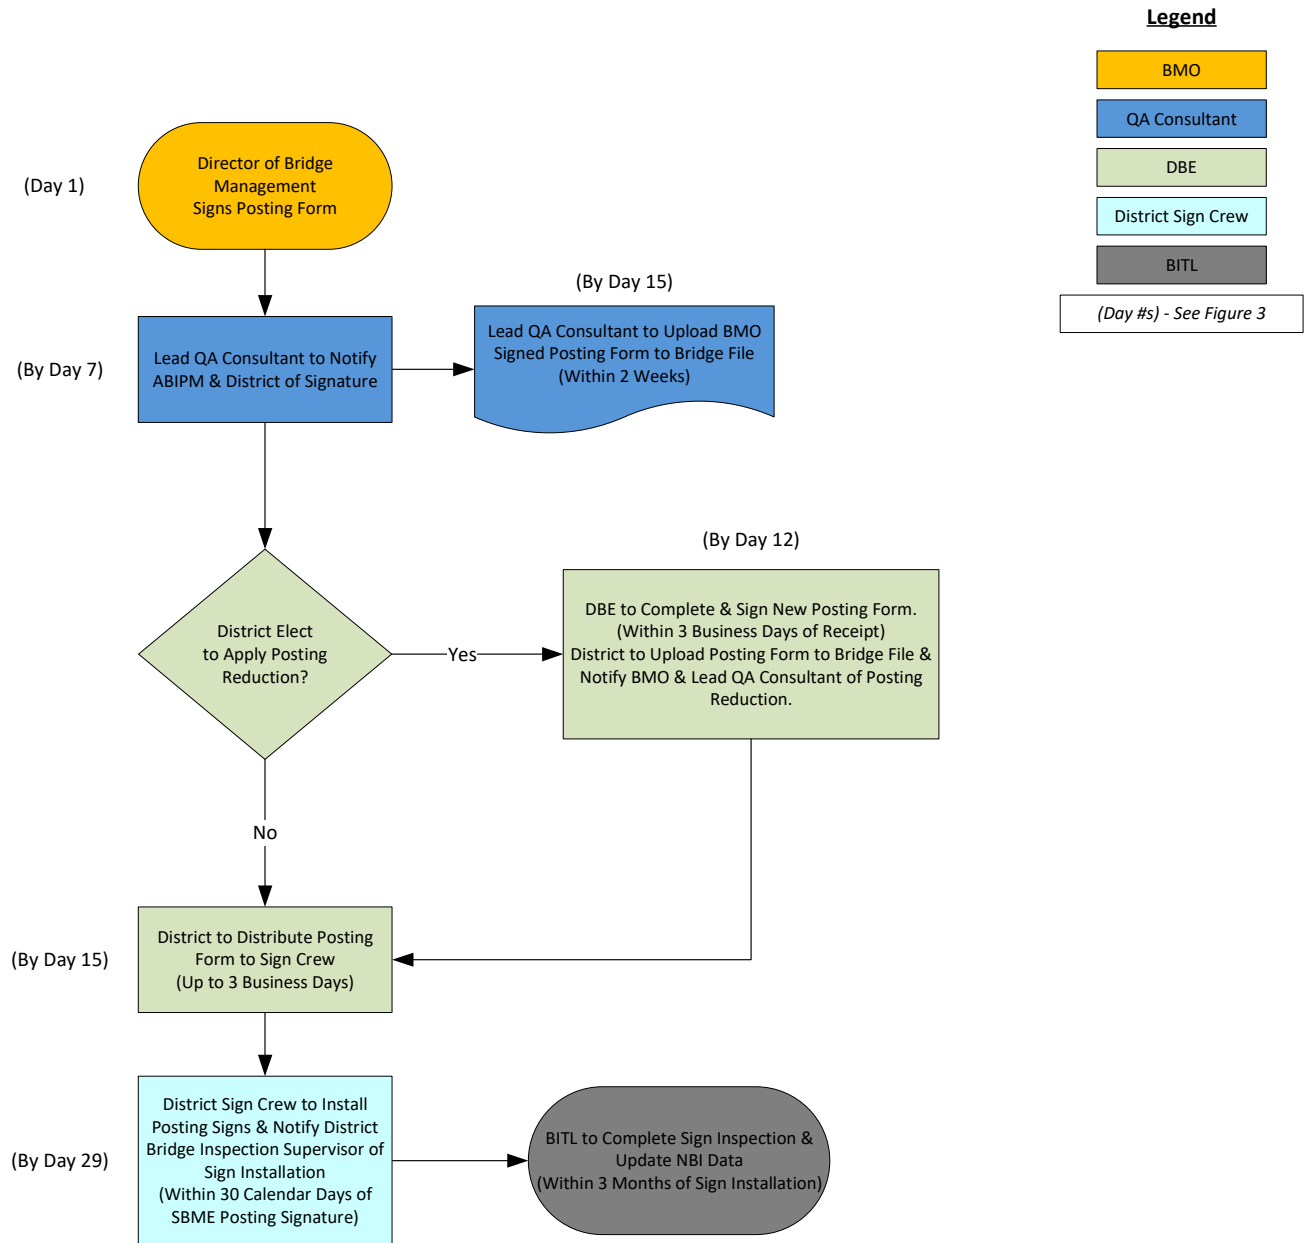 Legend
BMO
QA Consultant
DBE
District Sign Crew
BITL
(Day #s) - See Figure 3
(Day 1)
Director of Bridge
Management
Signs Posting Form
(By Day 7)
Lead QA Consultant to Notify
ABIPM & District of Signature
(By Day 15)
Lead QA Consultant to Upload BMO
Signed Posting Form to Bridge File
(Within 2 Weeks)
District Elect
to Apply Posting
Reduction?
Yes
(By Day 12)
DBE to Complete & Sign New Posting Form.
(Within 3 Business Days of Receipt)
District to Upload Posting Form to Bridge File &
Notify BMO & Lead QA Consultant of Posting
Reduction.
No
(By Day 15)
District to Distribute Posting
Form to Sign Crew
(Up to 3 Business Days)
(By Day 29)
District Sign Crew to Install
Posting Signs & Notify District
Bridge Inspection Supervisor of
Sign Installation
(Within 30 Calendar Days of
SBME Posting Signature)
BITL to Complete Sign Inspection &
Update NBI Data
(Within 3 Months of Sign Installation)